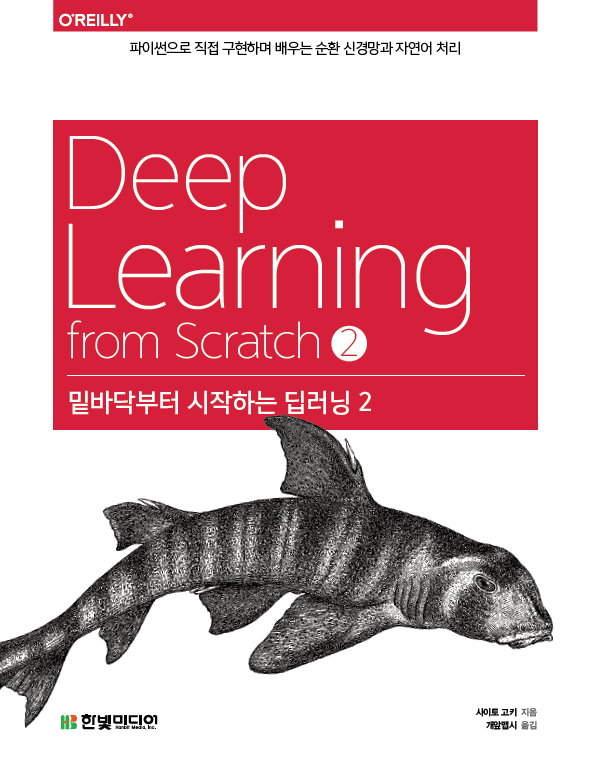 O'REILLY®
파이썬으로 직접 구현하며 배우는 순환 신경망과 자연어 처리
Deep
Learning
from Scratch 2
밑바닥부터 시작하는 딥러닝 2
사이토 고키 지음
개앞맵시 옮김
HB 한빛미디어
Hanbit Media, Inc.